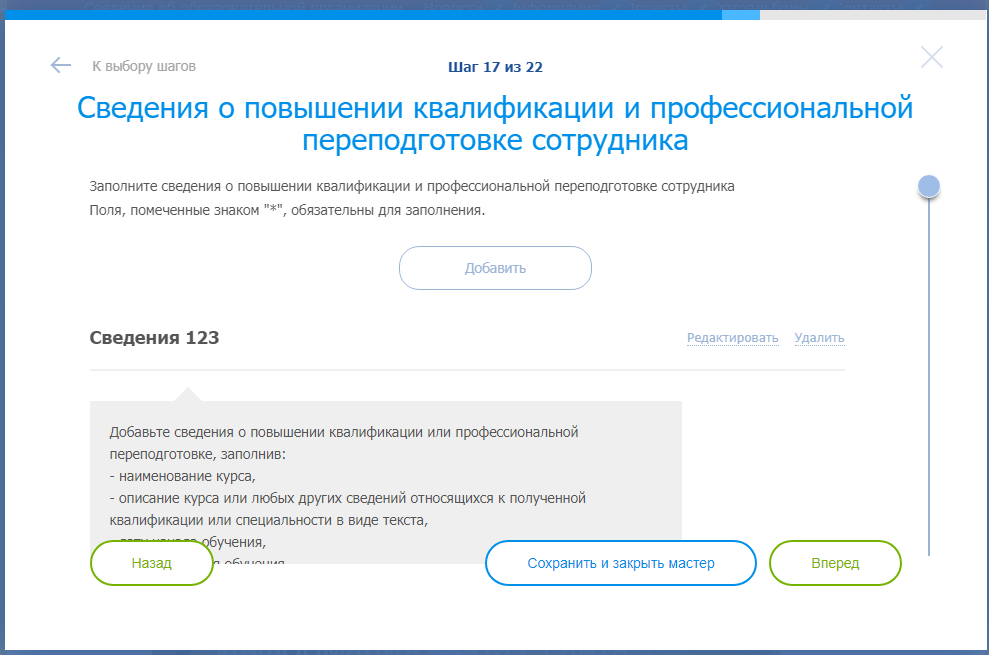 К выбору шагов
Шаг 17 из 22
Сведения о повышении квалификации и профессиональной
переподготовке сотрудника
Заполните сведения о повышении квалификации и профессиональной переподготовке сотрудника
Поля, помеченные знаком "*", обязательны для заполнения.
Добавить
Сведения 123
Редактировать Удалить
Добавьте сведения о повышении квалификации или профессиональной
переподготовке, заполнив:
- наименование курса,
- описание курса или любых других сведений относящихся к полученной
квалификации или специальности в виде текста,
обучения,
обучения
Назад
Сохранить и закрыть мастер
Вперед